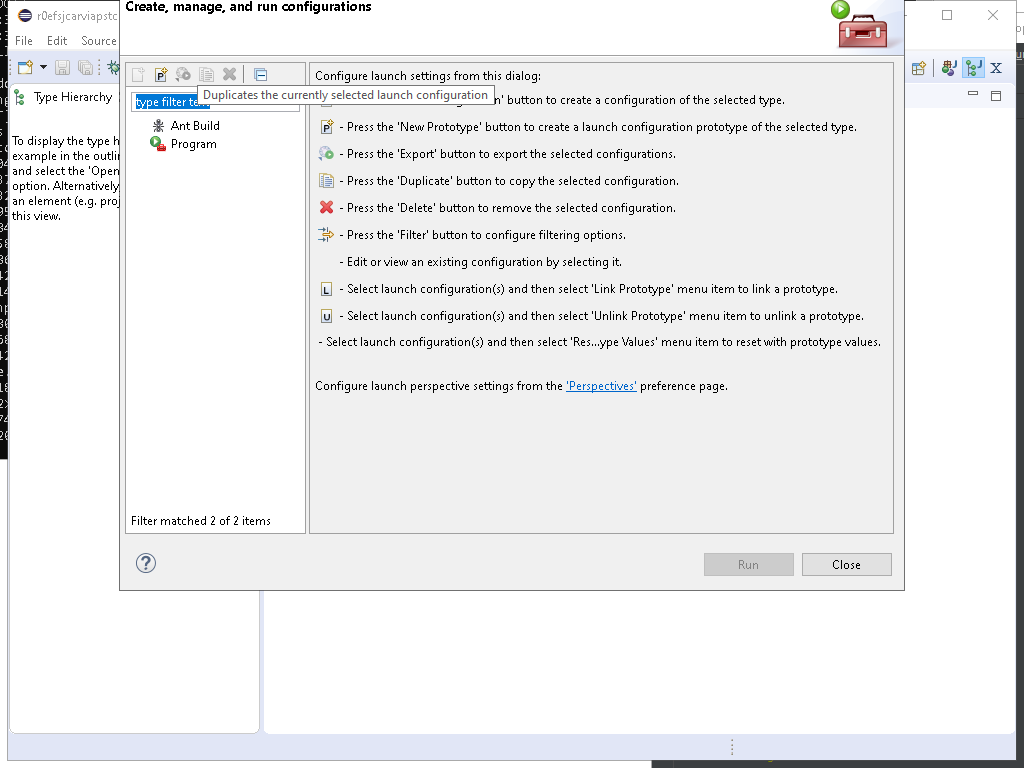 Create, manage, and run configurations
r0efsjcarviapstc
File Edit Source
Type Hierarchy
To display the type h
example in the outlin
and select the 'Open
option. Alternatively
an element (e.g. proj
this view.
type filter te
Duplicates the currently selected launch configuration
Ant Build
Program
Filter matched 2 of 2 items
Configure launch settings from this dialog:
n' button to create a configuration of the selected type.
- Press the 'New Prototype' button to create a launch configuration prototype of the selected type.
- Press the 'Export' button to export the selected configurations.
- Press the 'Duplicate' button to copy the selected configuration.
- Press the 'Delete' button to remove the selected configuration.
- Press the 'Filter' button to configure filtering options.
- Edit or view an existing configuration by selecting it.
L - Select launch configuration(s) and then select 'Link Prototype' menu item to link a prototype.
U - Select launch configuration(s) and then select 'Unlink Prototype' menu item to unlink a prototype.
- Select launch configuration(s) and then select 'Res...ype Values' menu item to reset with prototype values.
Configure launch perspective settings from the 'Perspectives' preference page.
Run
Close